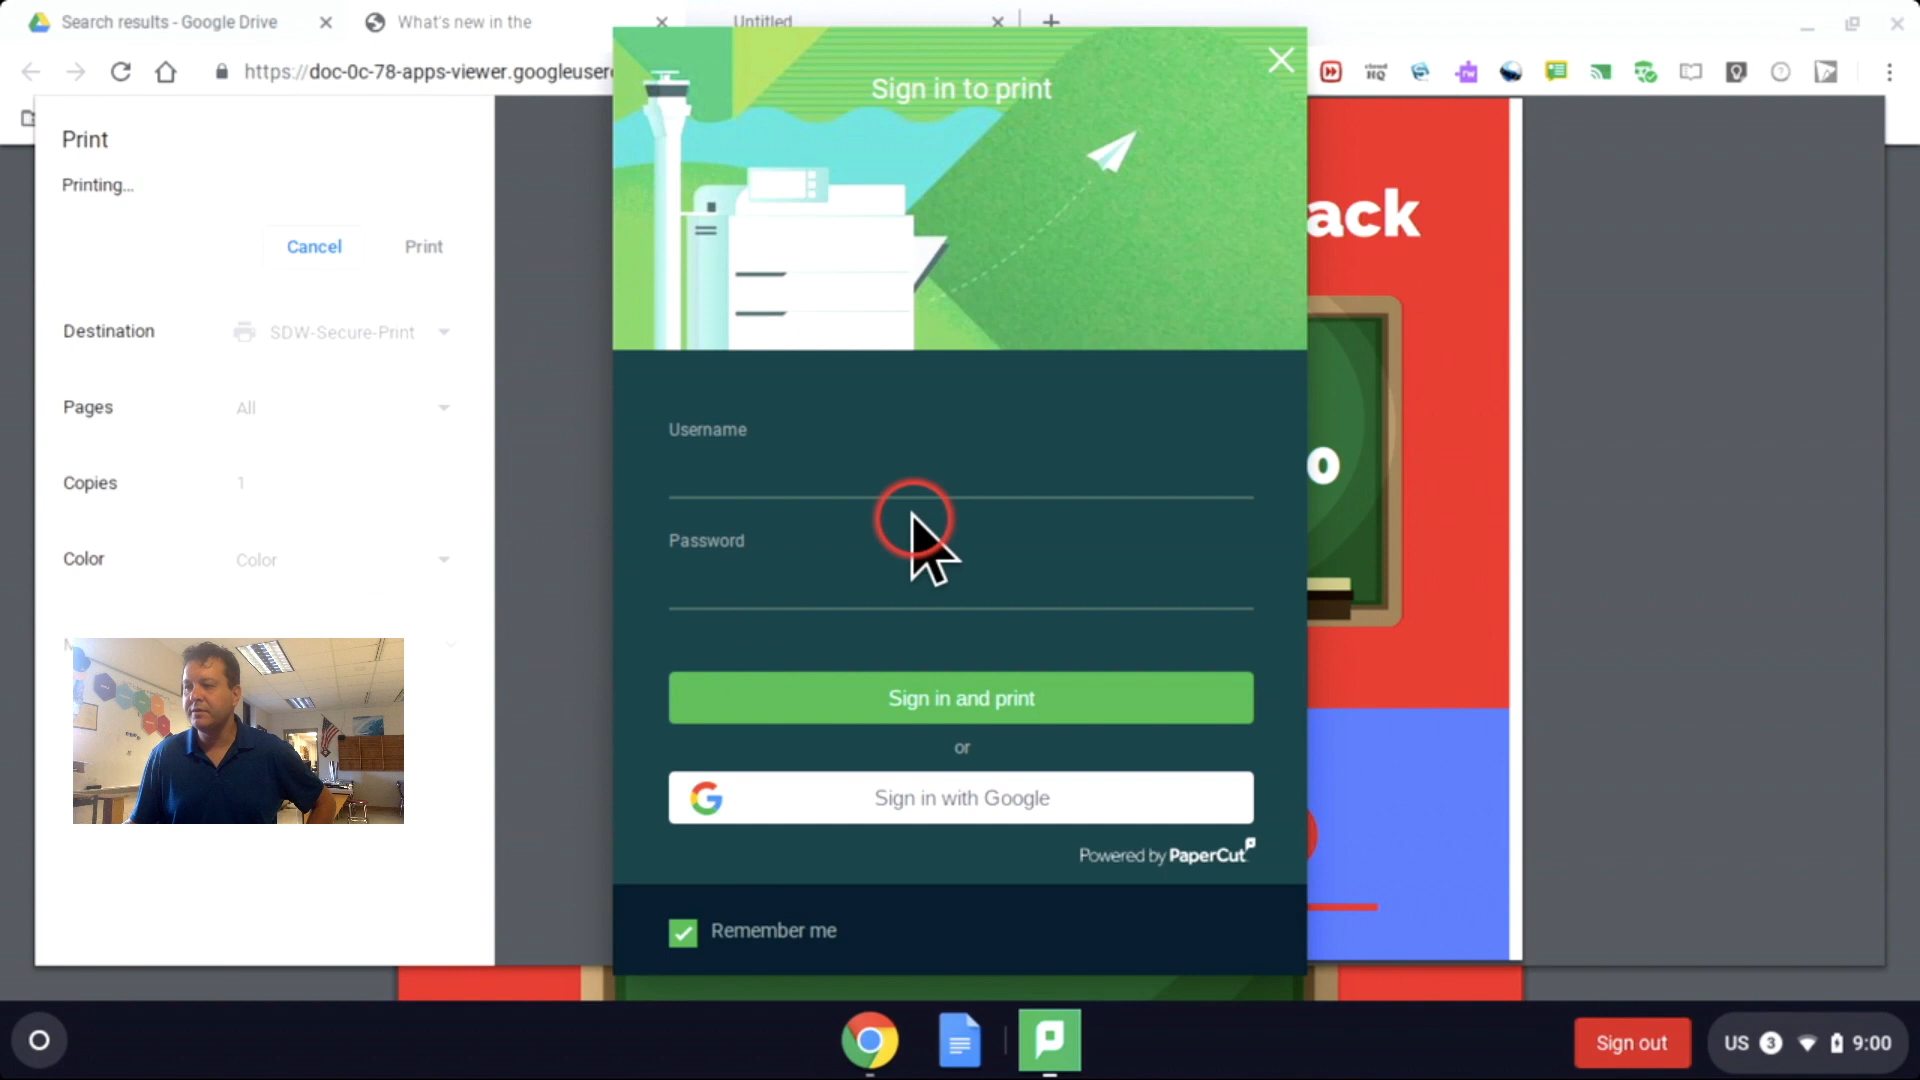 Search results - Google Drive
What's new in the
Untitled
https://doc-0c-78-apps-viewer.googleuser
cloud
HQ
rw
Print
Printing...
Cancel
Print
Destination
SDW-Secure-Print
Pages
All
Copies
1
Color
Color
Sign in to print
Username
Password
Sign in and print
or
Sign in with Google
Powered by PaperCut
Remember me
ack
o
Sign out
US
3
9:00